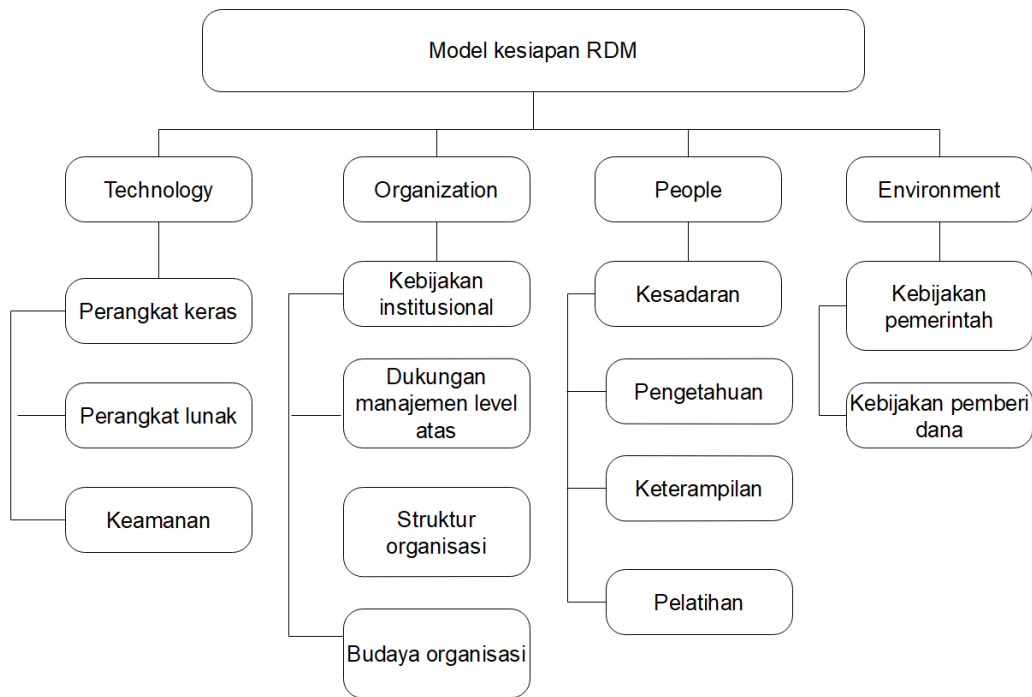 Model kesiapan RDM
Technology
Organization
People
Environment
Perangkat keras
Perangkat lunak
Keamanan
Kebijakan
institusional
Dukungan
manajemen level
atas
Struktur
organisasi
Budaya organisasi
Kesadaran
Pengetahuan
Keterampilan
Pelatihan
Kebijakan
pemerintah
Kebijakan pemberi
dana